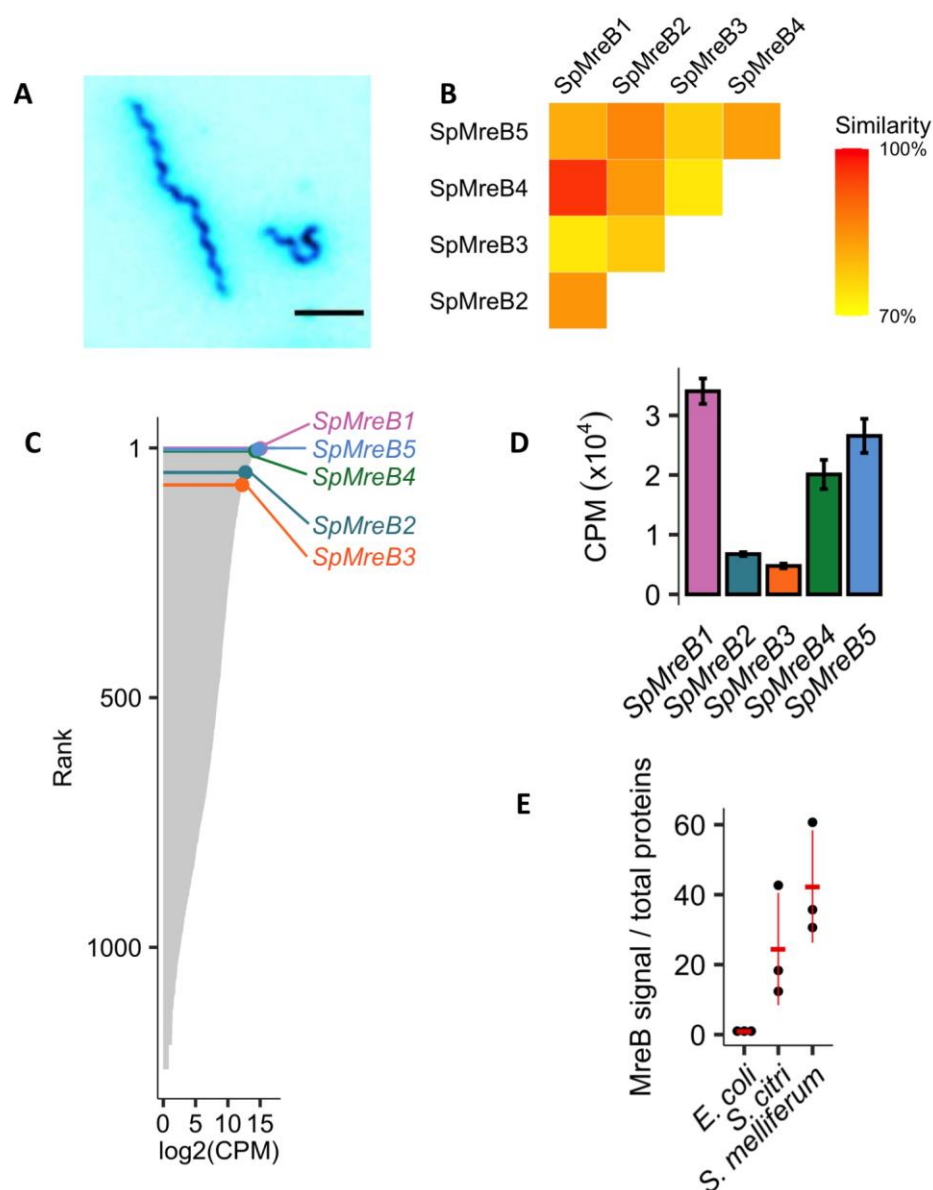 A
B
SpMreB1
SpMreB2
SpMreB3
SpMreB4
SpMreB5
SpMreB4
SpMreB3
SpMreB2
Similarity
100%
70%
C
1
500
1000
Rank
0 5 10 15
log2(CPM)
SpMreB1
SpMreB5
SpMreB4
SpMreB2
SpMreB3
D
CPM (x10⁴)
3
2
1
0
SpMreB1
SpMreB2
SpMreB3
SpMreB4
SpMreB5
E
MreB signal / total proteins
60
40
20
0
E. coli
S. citri
S. melliferum